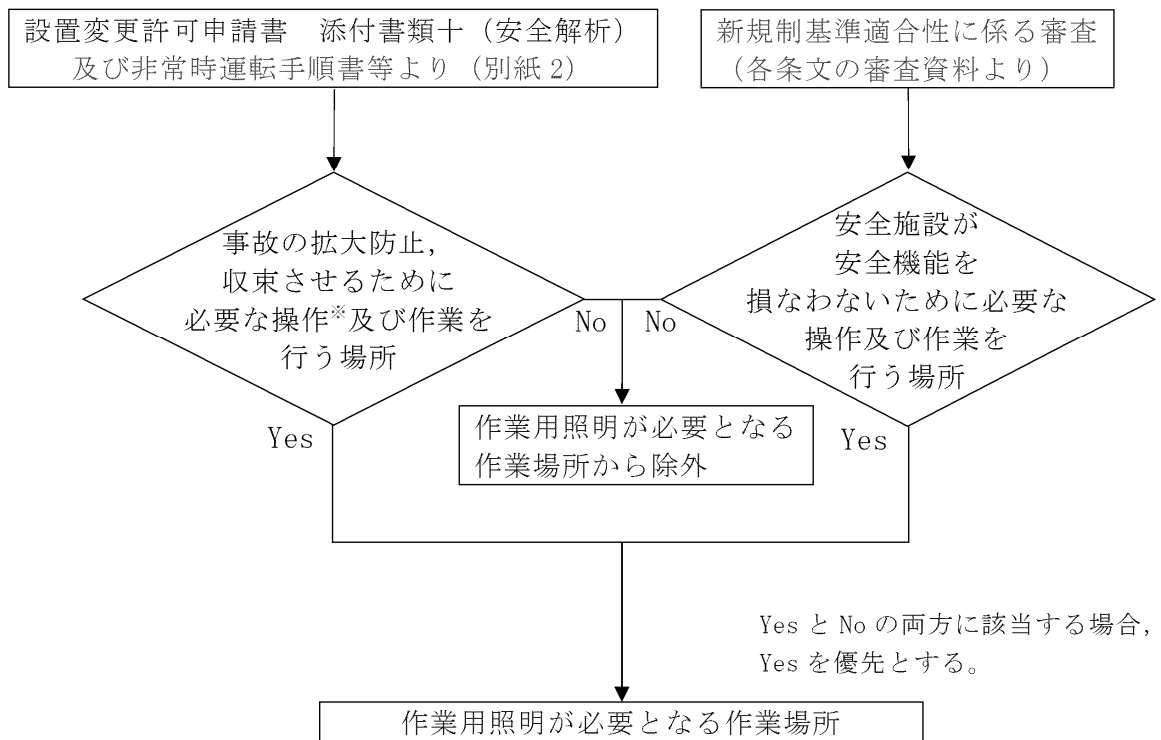 設置変更許可申請書　添付書類十（安全解析）
及び非常時運転手順書等より（別紙2）
新規制基準適合性に係る審査
（各条文の審査資料より）
事故の拡大防止，
収束させるために
必要な操作※及び作業を
行う場所
安全施設が
安全機能を
損なわないために必要な
操作及び作業を
行う場所
No
No
作業用照明が必要となる
作業場所から除外
Yes
Yes
Yes と No の両方に該当する場合，
Yes を優先とする。
作業用照明が必要となる作業場所